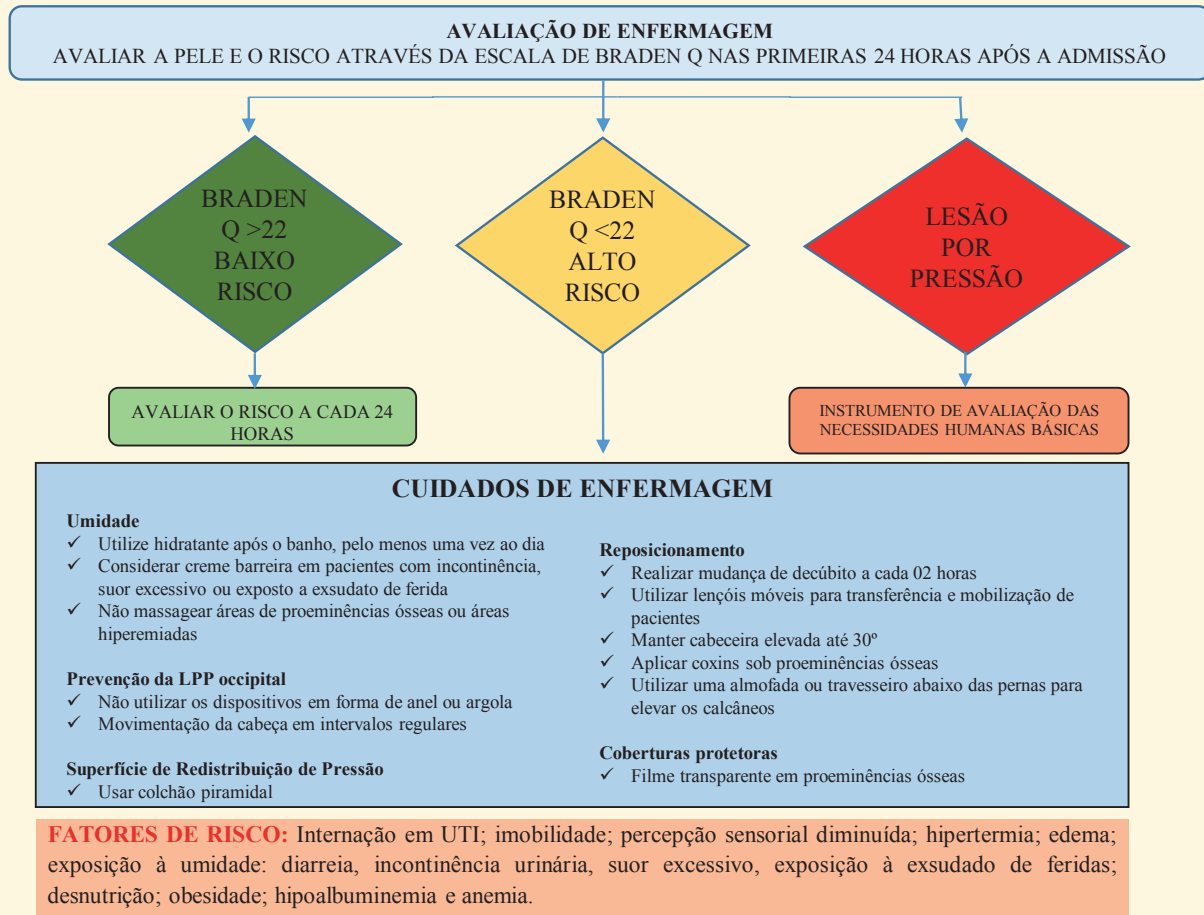 AVALIAÇÃO DE ENFERMAGEM
AVALIAR A PELE E O RISCO ATRAVÉS DA ESCALA DE BRADEN Q NAS PRIMEIRAS 24 HORAS APÓS A ADMISSÃO
BRADEN
Q >22
BAIXO
RISCO
BRADEN
Q <22
ALTO
RISCO
LESÃO
POR
PRESSÃO
AVALIAR O RISCO A CADA 24
HORAS
INSTRUMENTO DE AVALIAÇÃO DAS
NECESSIDADES HUMANAS BÁSICAS
CUIDADOS DE ENFERMAGEM
Umidade
✓ Utilize hidratante após o banho, pelo menos uma vez ao dia
✓ Considerar creme barreira em pacientes com incontinência,
suor excessivo ou exposto a exsudato de ferida
✓ Não massagear áreas de proeminências ósseas ou áreas
hiperemiadas
Prevenção da LPP occipital
✓ Não utilizar os dispositivos em forma de anel ou argola
✓ Movimentação da cabeça em intervalos regulares
Superfície de Redistribuição de Pressão
✓ Usar colchão piramidal
Reposicionamento
✓ Realizar mudança de decúbito a cada 02 horas
✓ Utilizar lençóis móveis para transferência e mobilização de
pacientes
✓ Manter cabeceira elevada até 30º
✓ Aplicar coxins sob proeminências ósseas
✓ Utilizar uma almofada ou travesseiro abaixo das pernas para
elevar os calcâneos
Coberturas protetoras
✓ Filme transparente em proeminências ósseas
FATORES DE RISCO: Internação em UTI; imobilidade; percepção sensorial diminuída; hipertermia; edema;
exposição à umidade: diarreia, incontinência urinária, suor excessivo, exposição à exsudado de feridas;
desnutrição; obesidade; hipoalbuminemia e anemia.